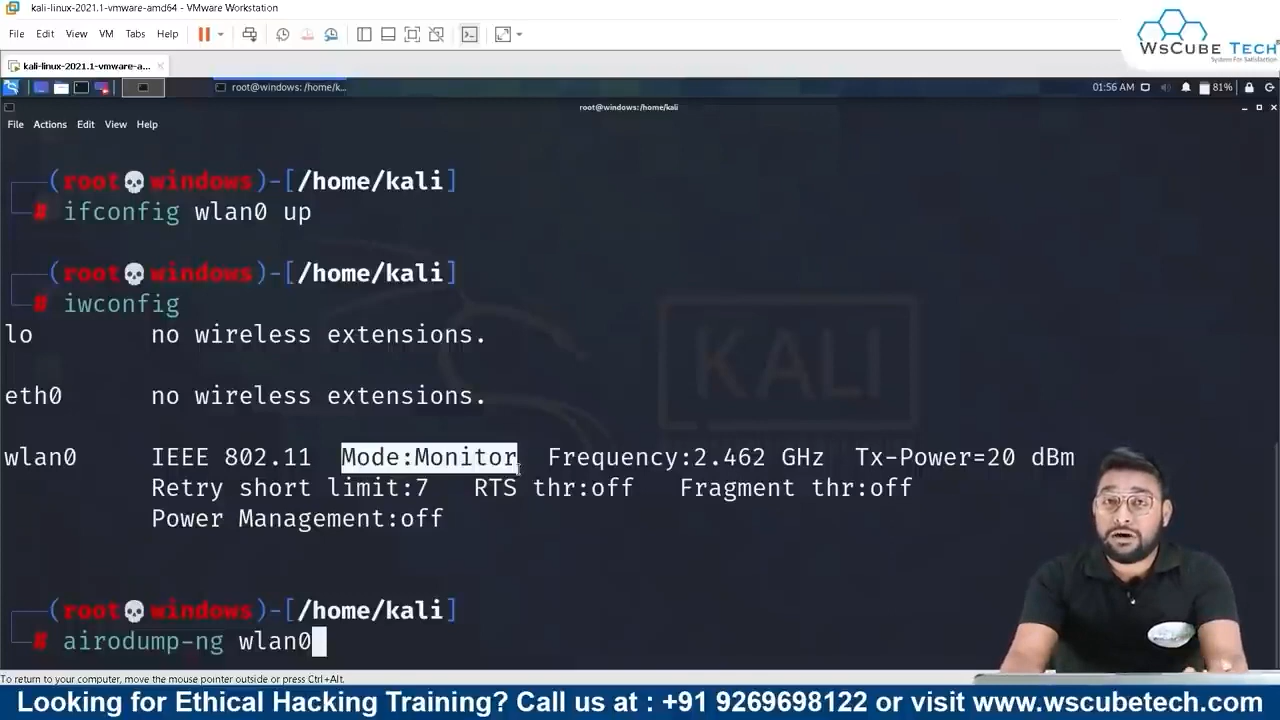 kali-linux-2021.1-vmware-amd64 - VMware Workstation
File Edit View VM Tabs Help
WsCube Tech
System For Satisfaction
kali-linux-2021.1-vmware-a...
root@windows: /home/k...
01:56 AM
81%
root@windows:/home/kali
File Actions Edit View Help
(root💀windows)-[/home/kali]
# ifconfig wlan0 up
(root💀windows)-[/home/kali]
# iwconfig
lo no wireless extensions.
eth0 no wireless extensions.
wlan0 IEEE 802.11 Mode:Monitor Frequency:2.462 GHz Tx-Power=20 dBm
Retry short limit:7 RTS thr:off Fragment thr:off
Power Management:off
(root💀windows)-[/home/kali]
# airodump-ng wlan0
To return to your computer, move the mouse pointer outside or press Ctrl+Alt.
Looking for Ethical Hacking Training? Call us at : +91 9269698122 or visit www.wscubetech.com